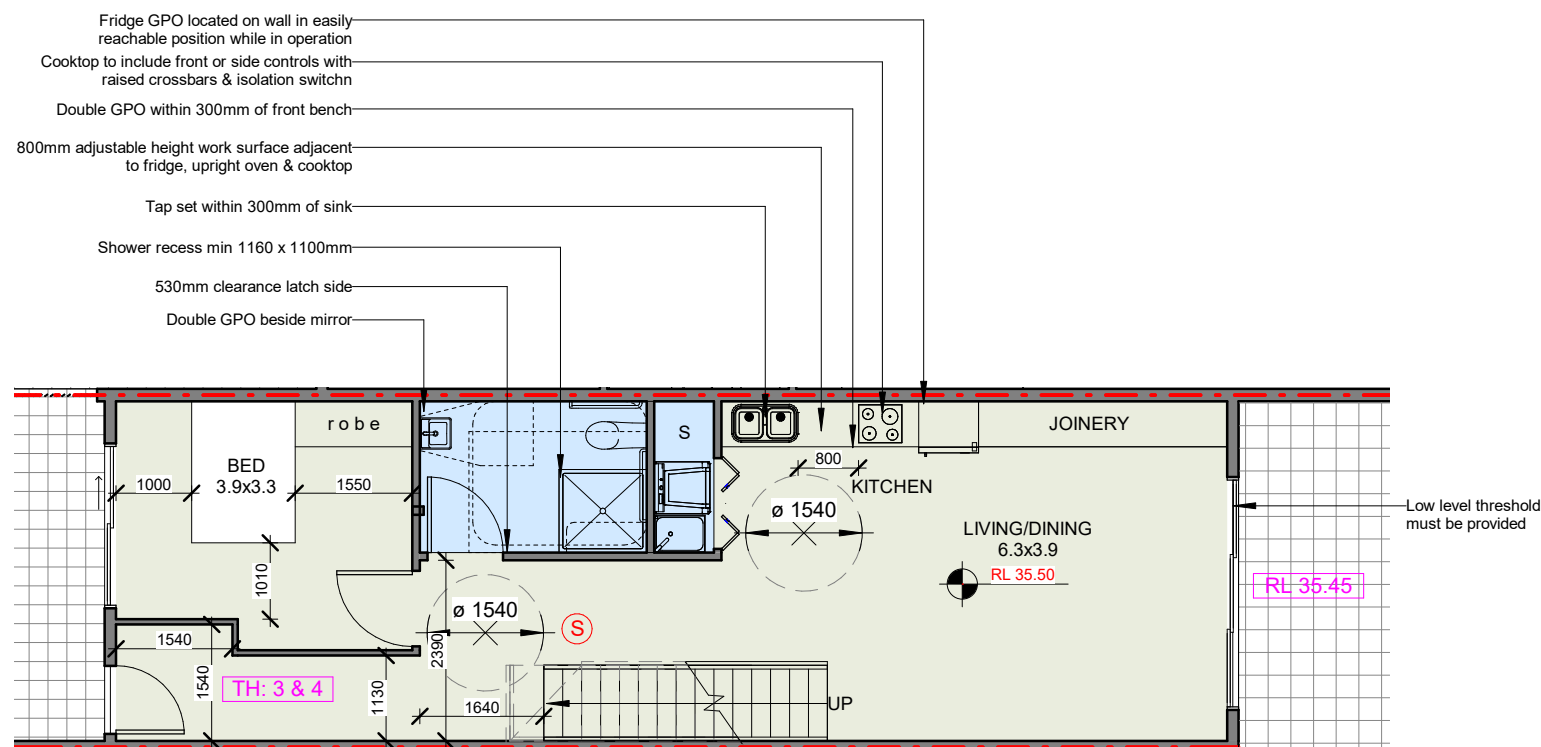 Fridge GPO located on wall in easily
reachable position while in operation
Cooktop to include front or side controls with
raised crossbars & isolation switchn
Double GPO within 300mm of front bench
800mm adjustable height work surface adjacent
to fridge, upright oven & cooktop
Tap set within 300mm of sink
Shower recess min 1160 x 1100mm
530mm clearance latch side
Double GPO beside mirror
robe
JOINERY
S
BED
3.9x3.3
800
1000
1550
KITCHEN
ø 1540
LIVING/DINING
6.3x3.9
RL 35.50
Low level threshold
must be provided
RL 35.45
1010
ø 1540
S
1540
2390
1540
TH: 3 & 4
1130
1640
UP